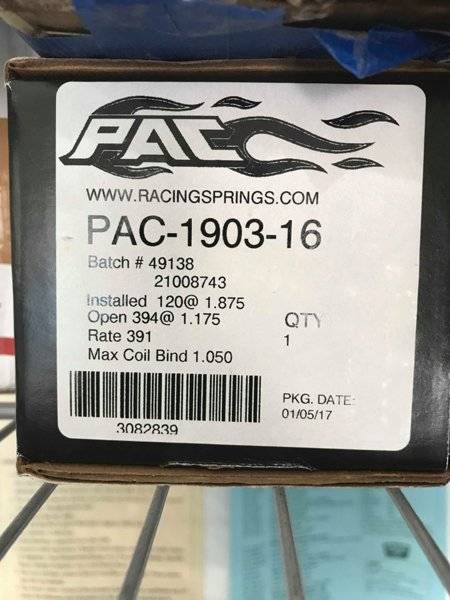 PAC
WWW.RACINGSPRINGS.COM
PAC-1903-16
Batch # 49138
21008743
Installed 120@ 1.875
Open 394@ 1.175
QTY
Rate 391
1
Max Coil Bind 1.050
PKG. DATE:
01/05/17
3082839